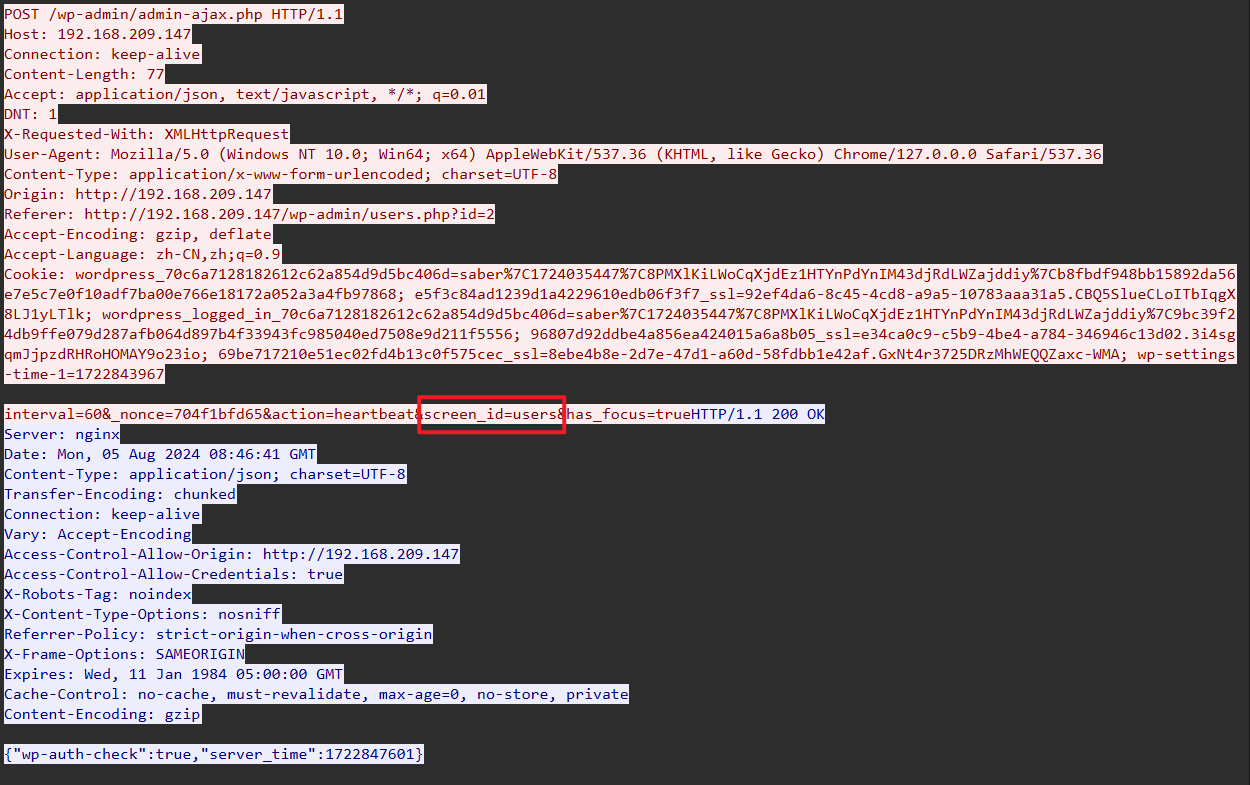 POST /wp-admin/admin-ajax.php HTTP/1.1
Host: 192.168.209.147
Connection: keep-alive
Content-Length: 77
Accept: application/json, text/javascript, */*; q=0.01
DNT: 1
X-Requested-With: XMLHttpRequest
User-Agent: Mozilla/5.0 (Windows NT 10.0; Win64; x64) AppleWebKit/537.36 (KHTML, like Gecko) Chrome/127.0.0.0 Safari/537.36
Content-Type: application/x-www-form-urlencoded; charset=UTF-8
Origin: http://192.168.209.147
Referer: http://192.168.209.147/wp-admin/users.php?id=2
Accept-Encoding: gzip, deflate
Accept-Language: zh-CN,zh;q=0.9
Cookie: wordpress_70c6a7128182612c62a854d9d5bc406d=saber%7C1724035447%7C8PMXlKiLWoCqXjdEz1HTYnPdYnIM43djRdLWZajddiy%7Cb8fbdf948bb15892da56
e7e5c7e0f10adf7ba00e766e18172a052a3a4fb97868; e5f3c84ad1239d1a4229610edb06f3f7_ssl=92ef4da6-8c45-4cd8-a9a5-10783aaa31a5.CBQ5SlueCLoITbIqgX
8LJ1yLTlk; wordpress_logged_in_70c6a7128182612c62a854d9d5bc406d=saber%7C1724035447%7C8PMXlKiLWoCqXjdEz1HTYnPdYnIM43djRdLWZajddiy%7C9bc39f2
4db9ffe079d287afb064d897b4f33943fc985040ed7508e9d211f5556; 96807d92ddbe4a856ea424015a6a8b05_ssl=e34ca0c9-c5b9-4be4-a784-346946c13d02.3i4sg
qmJjpzdRHRoHOMAY9o23io; 69be717210e51ec02fd4b13c0f575cec_ssl=8ebe4b8e-2d7e-47d1-a60d-58fdbb1e42af.GxNt4r3725DRzMhWEQQZaxc-WMA; wp-settings
-time-1=1722843967
interval=60&_nonce=704f1bfd65&action=heartbeat&screen_id=users&has_focus=trueHTTP/1.1 200 OK
Server: nginx
Date: Mon, 05 Aug 2024 08:46:41 GMT
Content-Type: application/json; charset=UTF-8
Transfer-Encoding: chunked
Connection: keep-alive
Vary: Accept-Encoding
Access-Control-Allow-Origin: http://192.168.209.147
Access-Control-Allow-Credentials: true
X-Robots-Tag: noindex
X-Content-Type-Options: nosniff
Referrer-Policy: strict-origin-when-cross-origin
X-Frame-Options: SAMEORIGIN
Expires: Wed, 11 Jan 1984 05:00:00 GMT
Cache-Control: no-cache, must-revalidate, max-age=0, no-store, private
Content-Encoding: gzip
{"wp-auth-check":true,"server_time":1722847601}